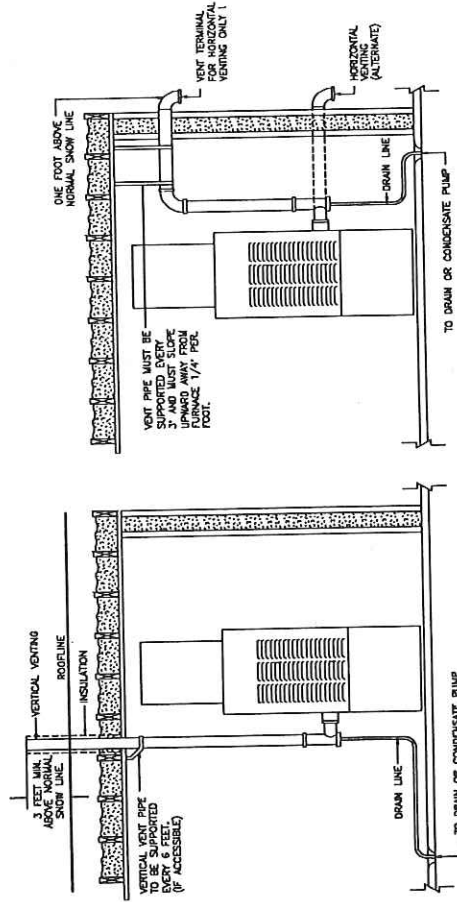 3 FEET MIN.
ABOVE NORMAL
SNOW LINE.
VERTICAL VENTING
ROOFLINE
INSULATION
VERTICAL VENT PIPE
TO BE SUPPORTED
EVERY 6 FEET.
(IF ACCESSIBLE)
DRAIN LINE
TO DRAIN OR CONDENSATE PUMP
ONE FOOT ABOVE
NORMAL SNOW LINE
VENT TERMINAL
FOR HORIZONTAL
VENTING ONLY !
VENT PIPE MUST BE
SUPPORTED EVERY
3' AND MUST SLOPE
UPWARD AWAY FROM
FURNACE 1/4" PER.
FOOT.
HORIZONTAL
VENTING
(ALTERNATE)
DRAIN LINE
TO DRAIN OR CONDENSATE PUMP